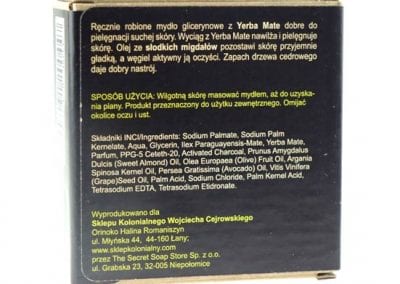 Ręcznie robione mydło glicerynowe z Yerba Mate dobre do
pielęgnacji suchej skóry. Wyciąg z Yerba Mate nawilża i pielęgnuje
skórę. Olej ze słodkich migdałów pozostawi skórę przyjemnie
gładką, a węgiel aktywny ją oczyści. Zapach drzewa cedrowego
daje dobry nastrój.
SPOSÓB UŻYCIA: Wilgotną skórę masować mydłem, aż do uzyska-
nia piany. Produkt przeznaczony do użytku zewnętrznego. Omijać
okolice oczu i ust.
Składniki INCI/Ingredients: Sodium Palmate, Sodium Palm
Kernelate, Aqua, Glycerin, Ilex Paraguayensis-Mate, Yerba-Mate,
Parfum, PPG-5 Ceteth-20, Activated Charcoal, Prunus Amygdalus
Dulcis (Sweet Almond) Oil, Olea Europaea (Olive) Fruit Oil, Argania
Spinosa Kernel Oil, Persea Gratissima (Avocado) Oil, Vitis Vinifera
(Grape)Seed Oil, Palm Acid, Sodium Chloride, Palm Kernel Acid,
Tetrasodium EDTA, Tetrasodium Etidronate.
Wyprodukowano dla
Sklepu Kolonialnego Wojciecha Cejrowskiego
Orinoko Halina Romaniszyn
ul. Młyńska 44, 44-160 Łany;
www.sklepkolonialny.com
przez The Secret Soap Store Sp. z o.o.
ul. Grabska 23, 32-005 Niepołomice